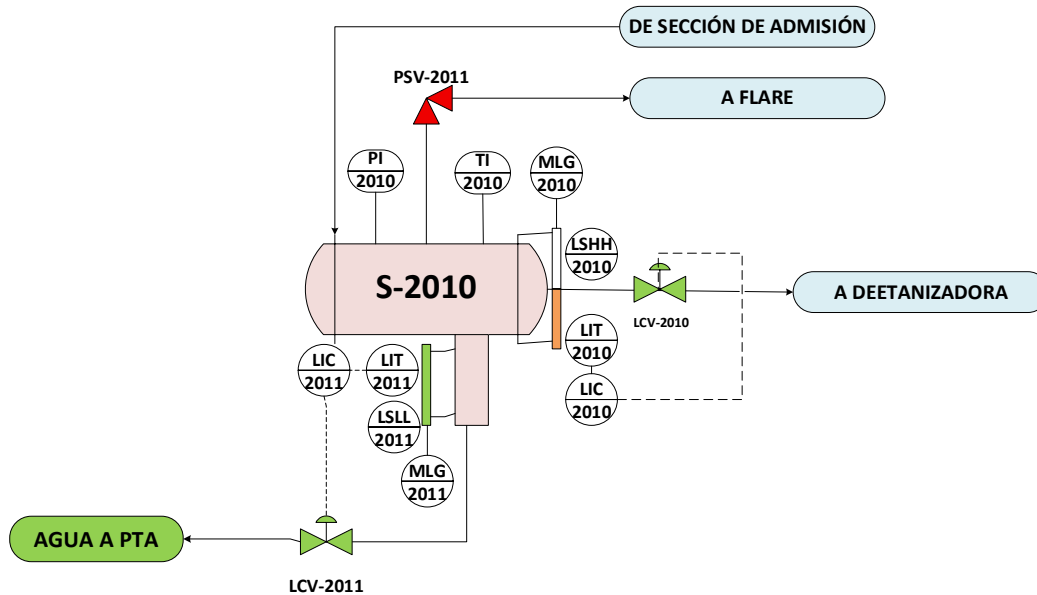 DE SECCIÓN DE ADMISIÓN
PSV-2011
A FLARE
PI
2010
TI
2010
MLG
2010
LSHH
2010
S-2010
A DEETANIZADORA
LCV-2010
LIT
2010
LIC
2010
LIC
2011
LIT
2011
LSLL
2011
MLG
2011
AGUA A PTA
LCV-2011